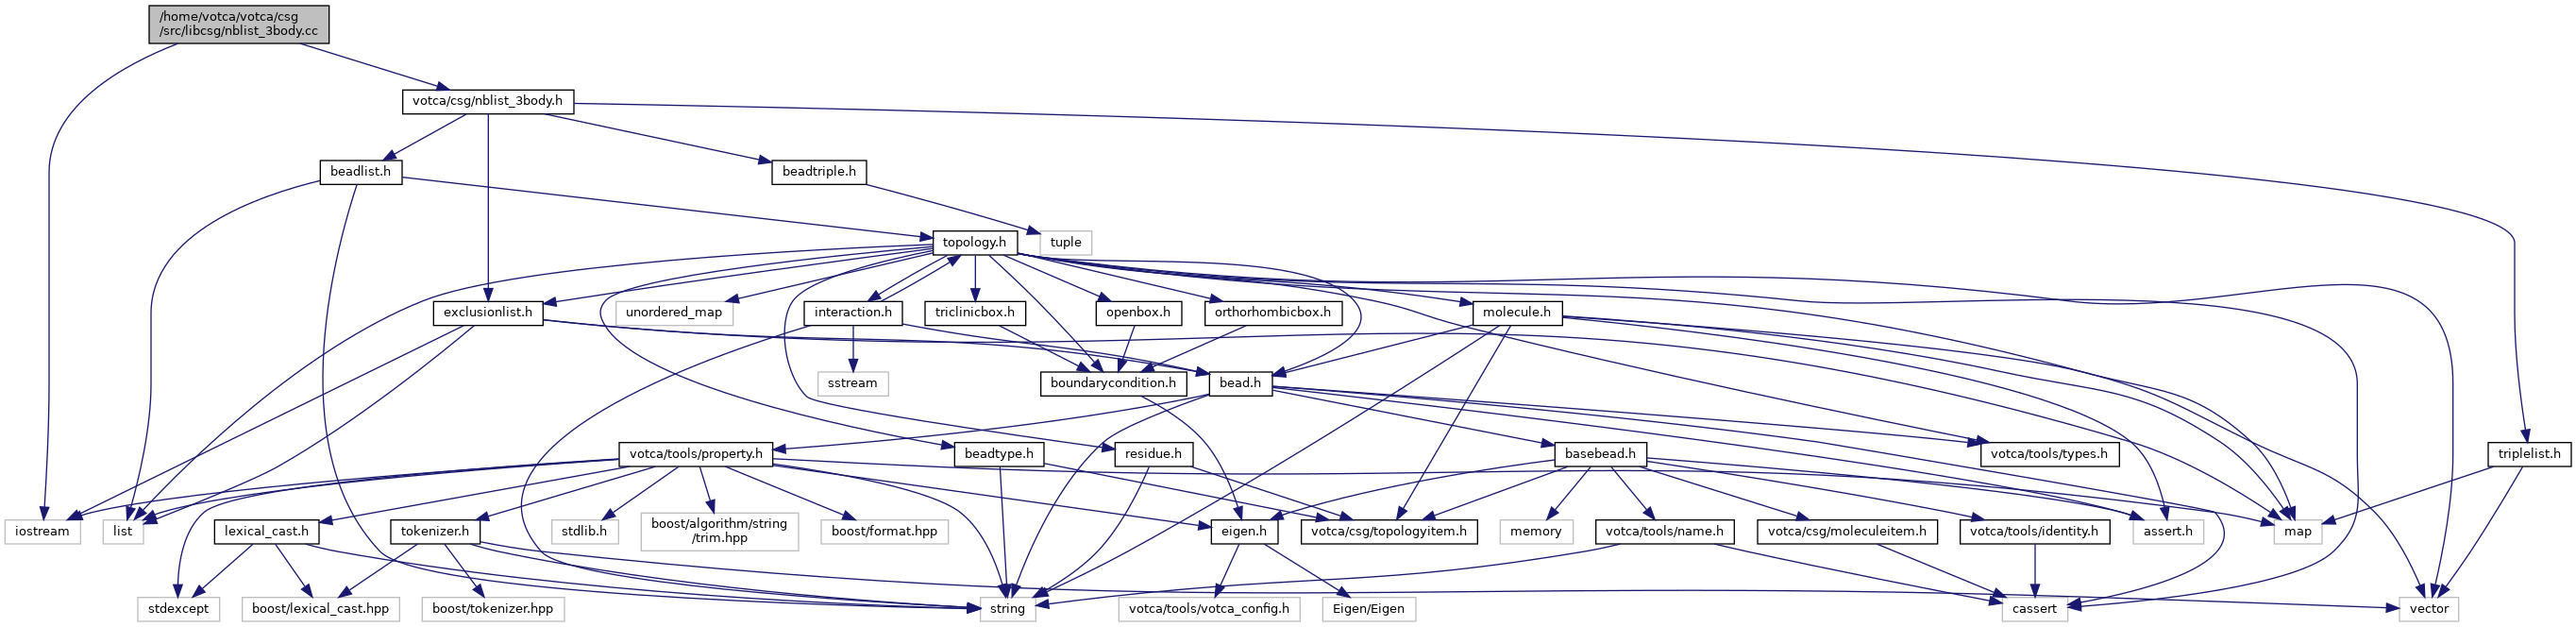 /home/votca/votca/csg
/src/libcsg/nblist_3body.cc
votca/csg/nblist_3body.h
beadlist.h
beadtriple.h
topology.h
tuple
exclusionlist.h
unordered_map
interaction.h
triclinicbox.h
openbox.h
orthorhombicbox.h
molecule.h
sstream
boundarycondition.h
bead.h
votca/tools/property.h
beadtype.h
residue.h
basebead.h
votca/tools/types.h
triplelist.h
iostream
list
lexical_cast.h
tokenizer.h
stdlib.h
boost/algorithm/string
/trim.hpp
boost/format.hpp
eigen.h
votca/csg/topologyitem.h
memory
votca/tools/name.h
votca/csg/moleculeitem.h
votca/tools/identity.h
assert.h
map
stdexcept
boost/lexical_cast.hpp
boost/tokenizer.hpp
string
votca/tools/votca_config.h
Eigen/Eigen
cassert
vector